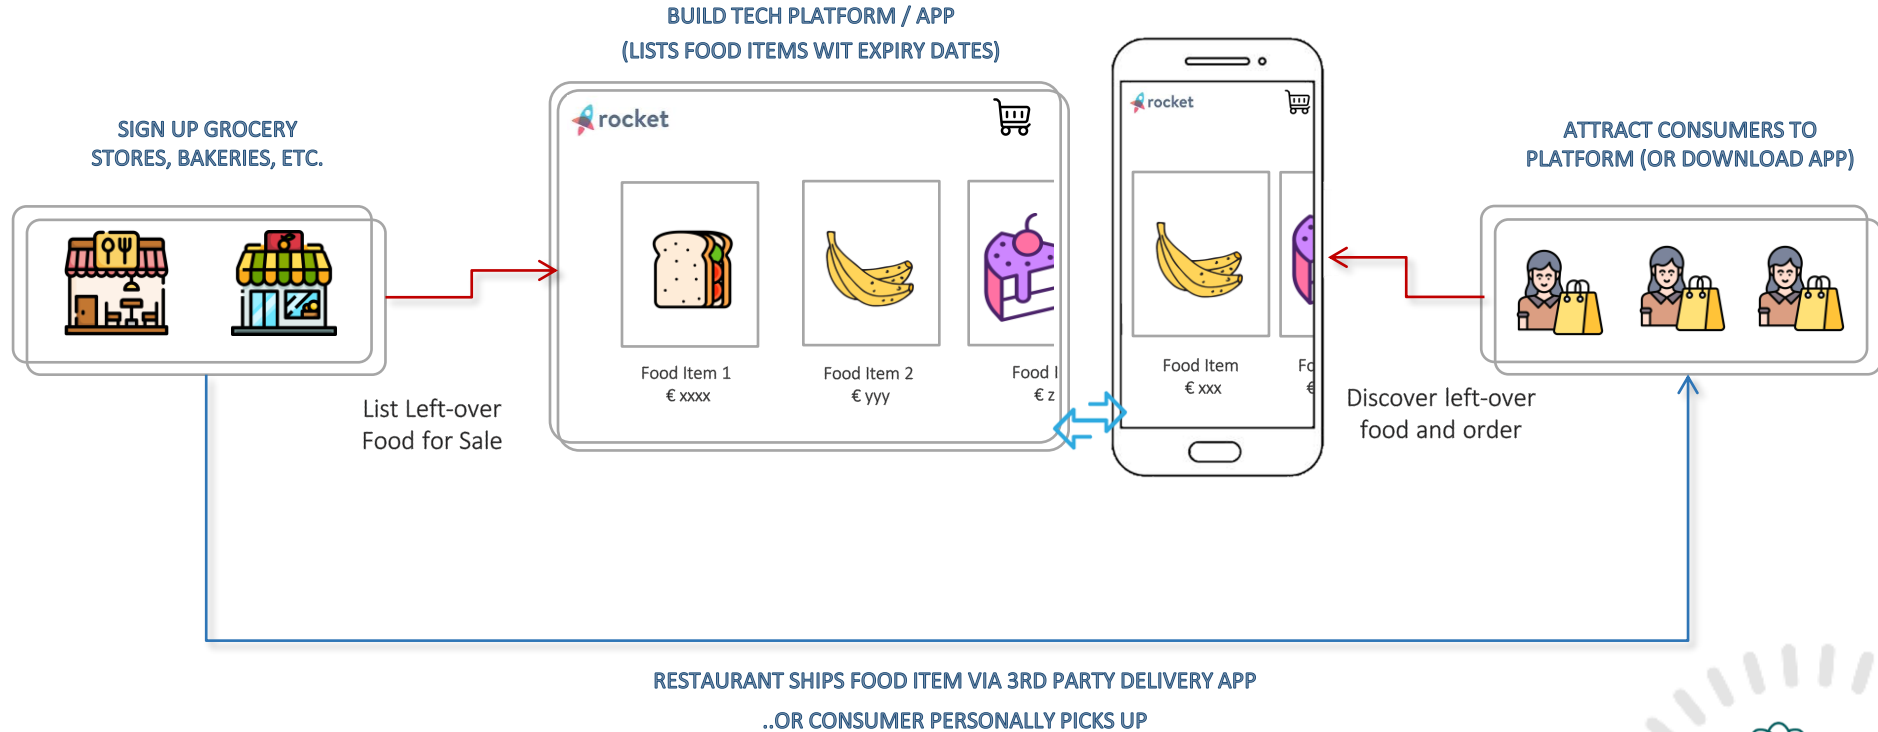 BUILD TECH PLATFORM / APP
(LISTS FOOD ITEMS WIT EXPIRY DATES)
SIGN UP GROCERY
STORES, BAKERIES, ETC.
rocket
rocket
ATTRACT CONSUMERS TO
PLATFORM (OR DOWNLOAD APP)
Food Item 1
€ xxxx
Food Item 2
€ yyy
Food I
€ z
Food Item
€ xxx
Fo
€
List Left-over
Food for Sale
Discover left-over
food and order
RESTAURANT SHIPS FOOD ITEM VIA 3RD PARTY DELIVERY APP
..OR CONSUMER PERSONALLY PICKS UP